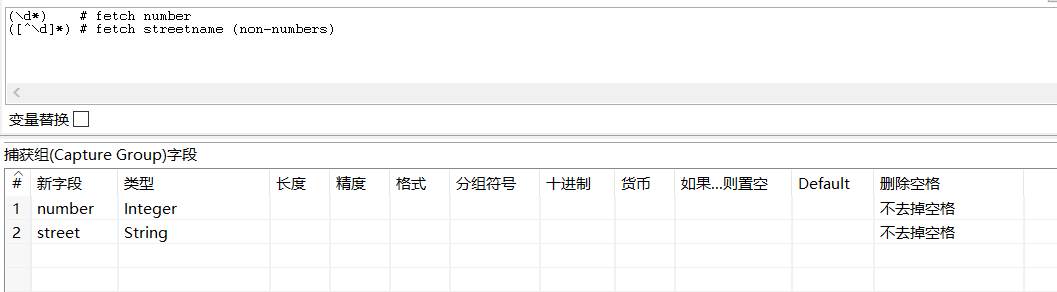 (\d*)    # fetch number
([^\d]*) # fetch streetname (non-numbers)
变量替换
捕获组(Capture Group)字段
# 新字段 类型 长度 精度 格式 分组符号 十进制 货币 如果...则置空 Default 删除空格
1 number Integer 不去掉空格
2 street String 不去掉空格